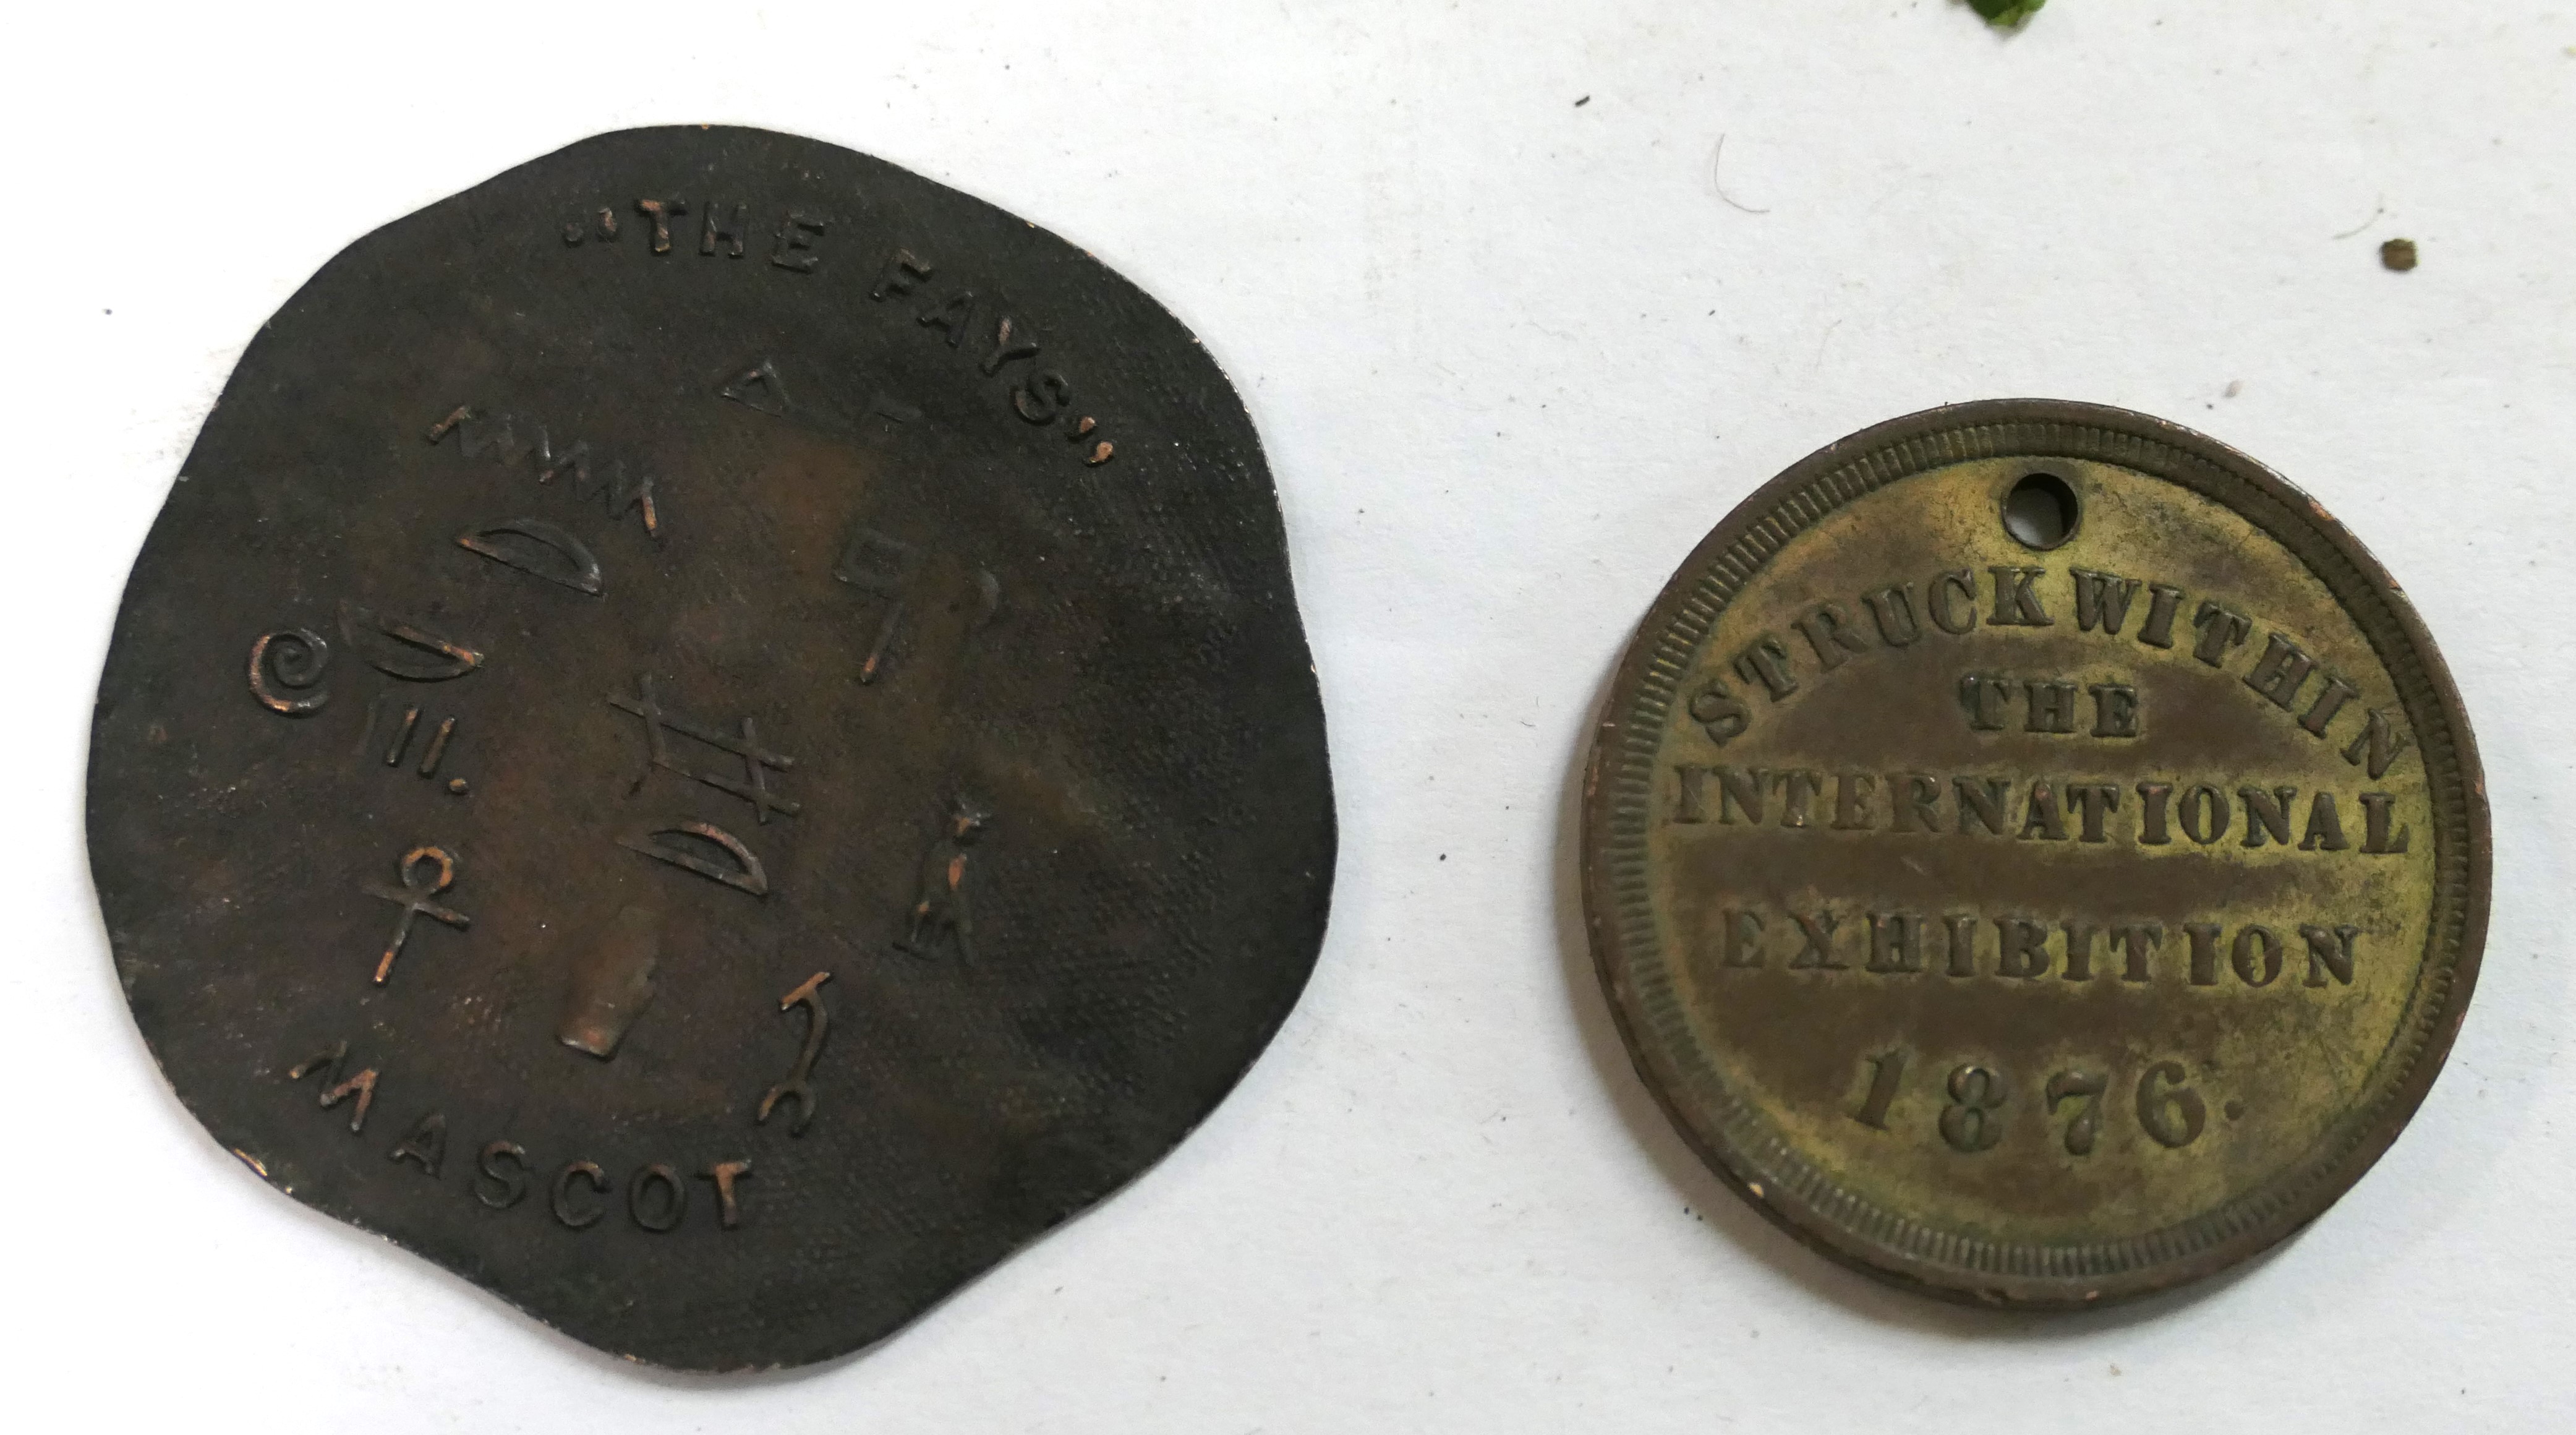 „THE FAYS”
MASCOT
STRUCK WITHIN
THE
INTERNATIONAL
EXHIBITION
1876.